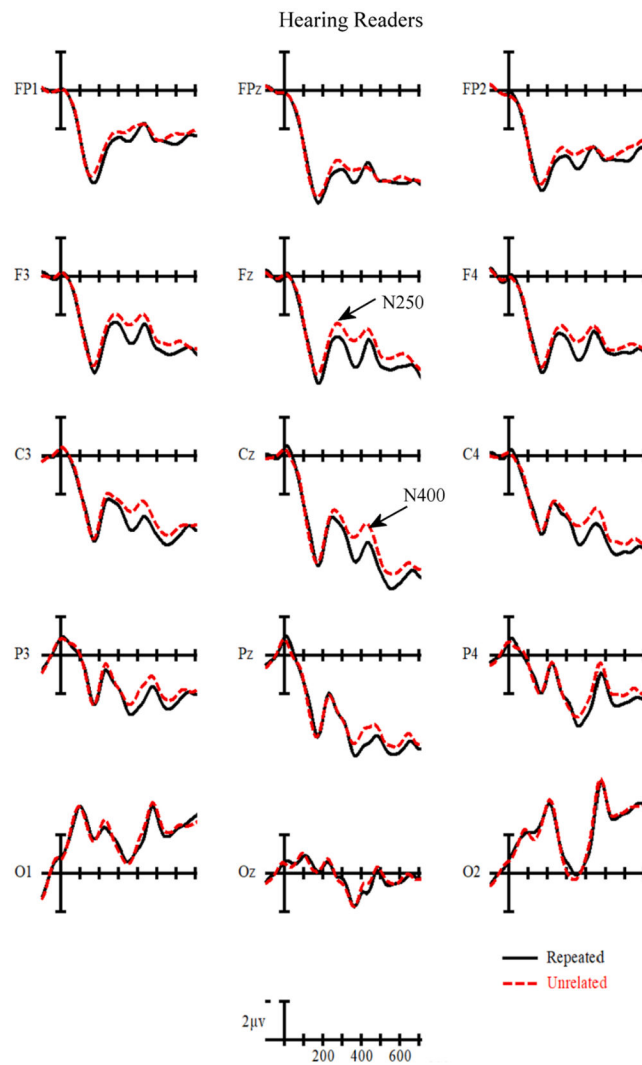 Hearing Readers
FP1 FPz FP2
F3 Fz F4
N250
C3 Cz C4
N400
P3 Pz P4
O1 Oz O2
Repeated
Unrelated
2μv
200 400 600